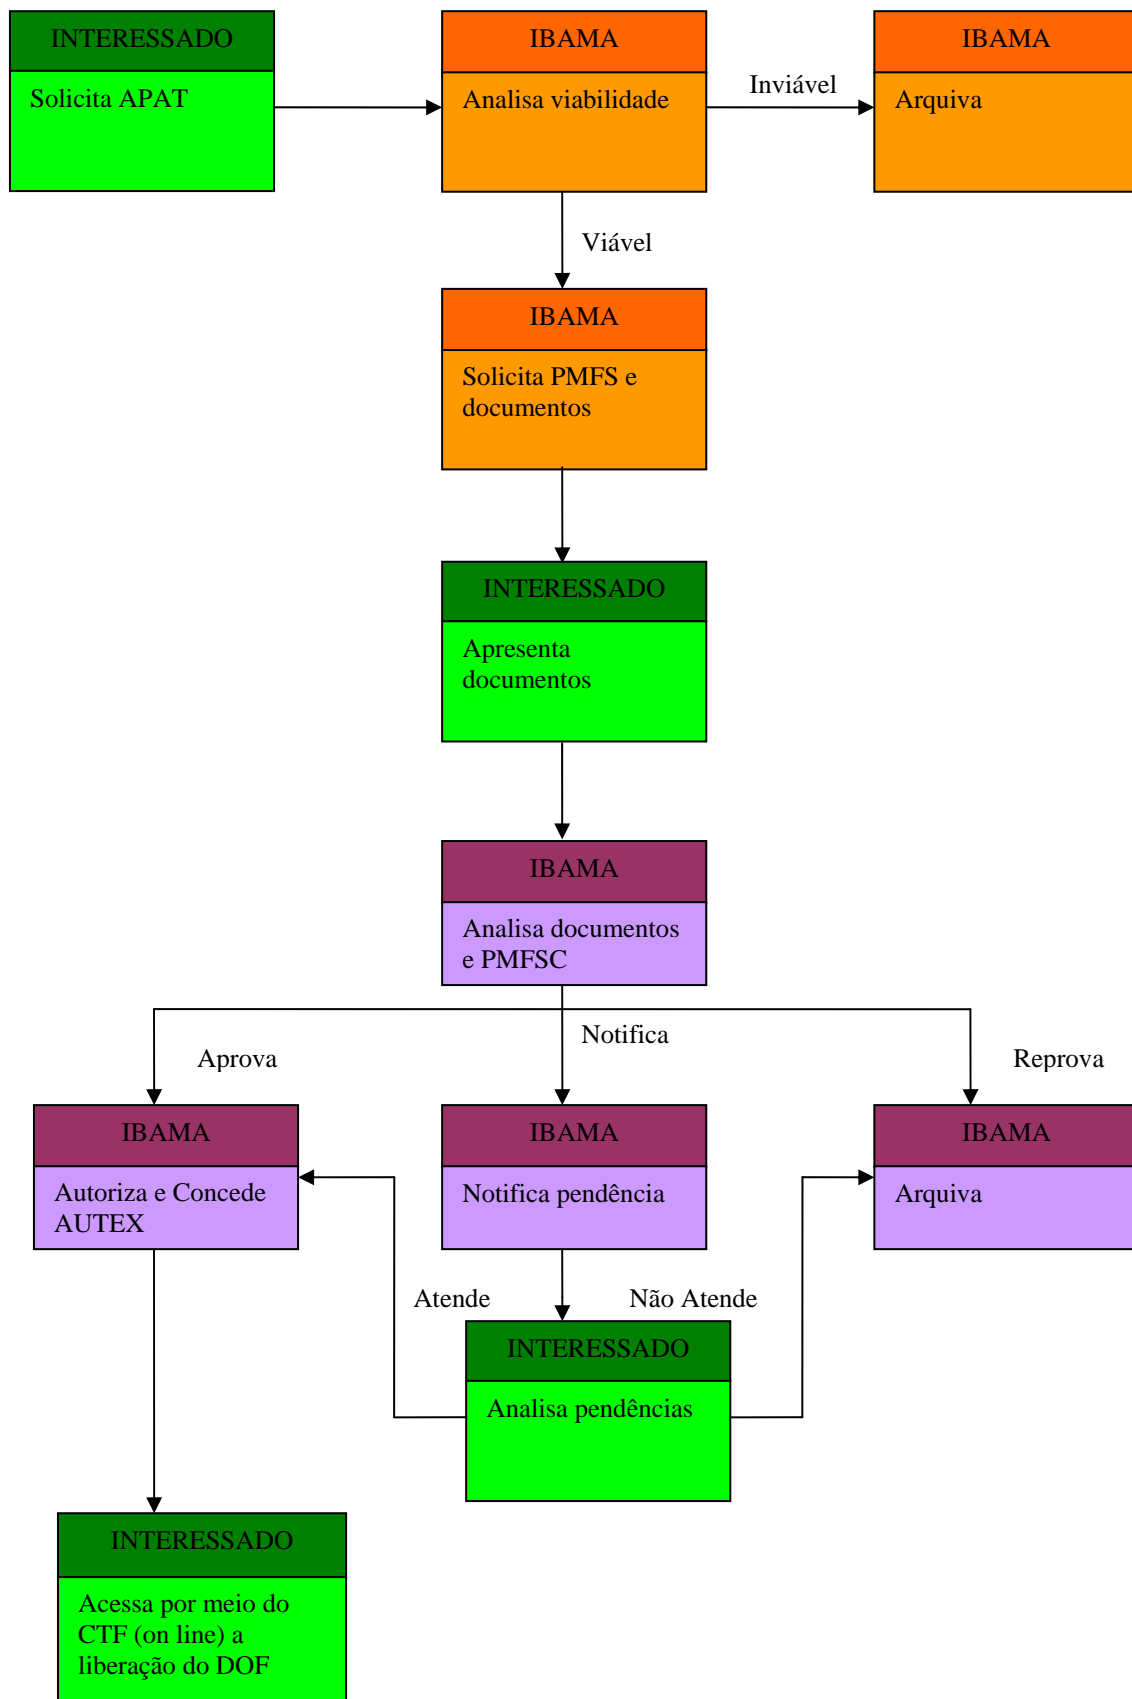 INTERESSADO
Solicita APAT
IBAMA
Analisa viabilidade
Inviável
IBAMA
Arquiva
Viável
IBAMA
Solicita PMFS e
documentos
INTERESSADO
Apresenta
documentos
IBAMA
Analisa documentos
e PMFSC
Aprova
Notifica
Reprova
IBAMA
Autoriza e Concede
AUTEX
IBAMA
Notifica pendência
IBAMA
Arquiva
Atende
Não Atende
INTERESSADO
Analisa pendências
INTERESSADO
Acessa por meio do
CTF (on line) a
liberação do DOF